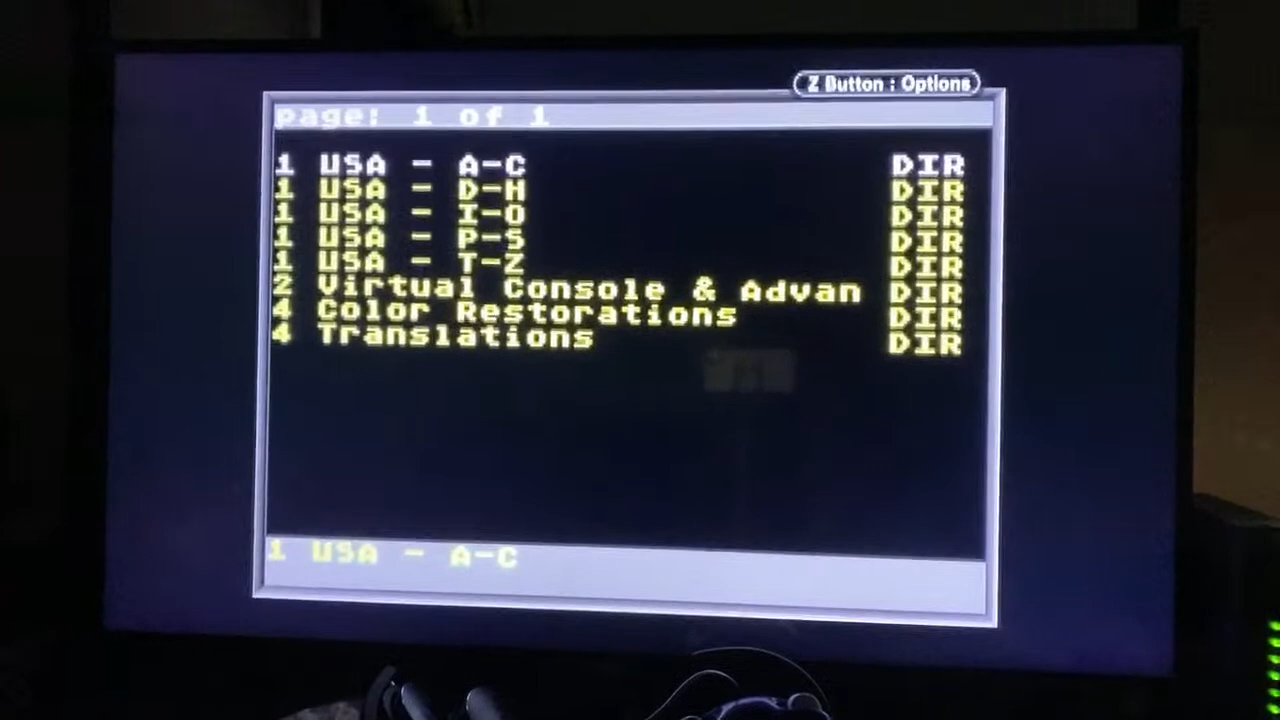 Z Button : Options
page: 1 of 1
1 USA - A-C DIR
1 USA - D-H DIR
1 USA - I-O DIR
1 USA - P-S DIR
1 USA - T-Z DIR
2 Virtual Console & Advan DIR
4 Color Restorations DIR
4 Translations DIR
1 USA - A-C